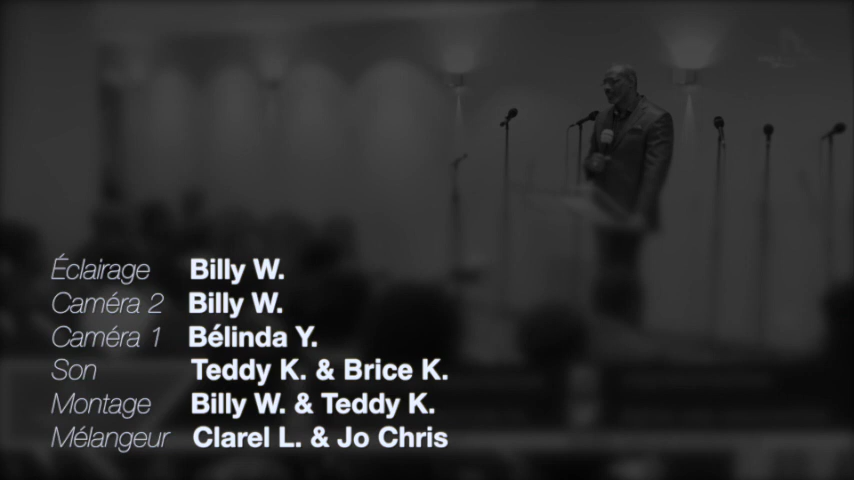 Éclairage Billy W.
Caméra 2 Billy W.
Caméra 1 Bélinda Y.
Son Teddy K. & Brice K.
Montage Billy W. & Teddy K.
Mélangeur Clarel L. & Jo Chris